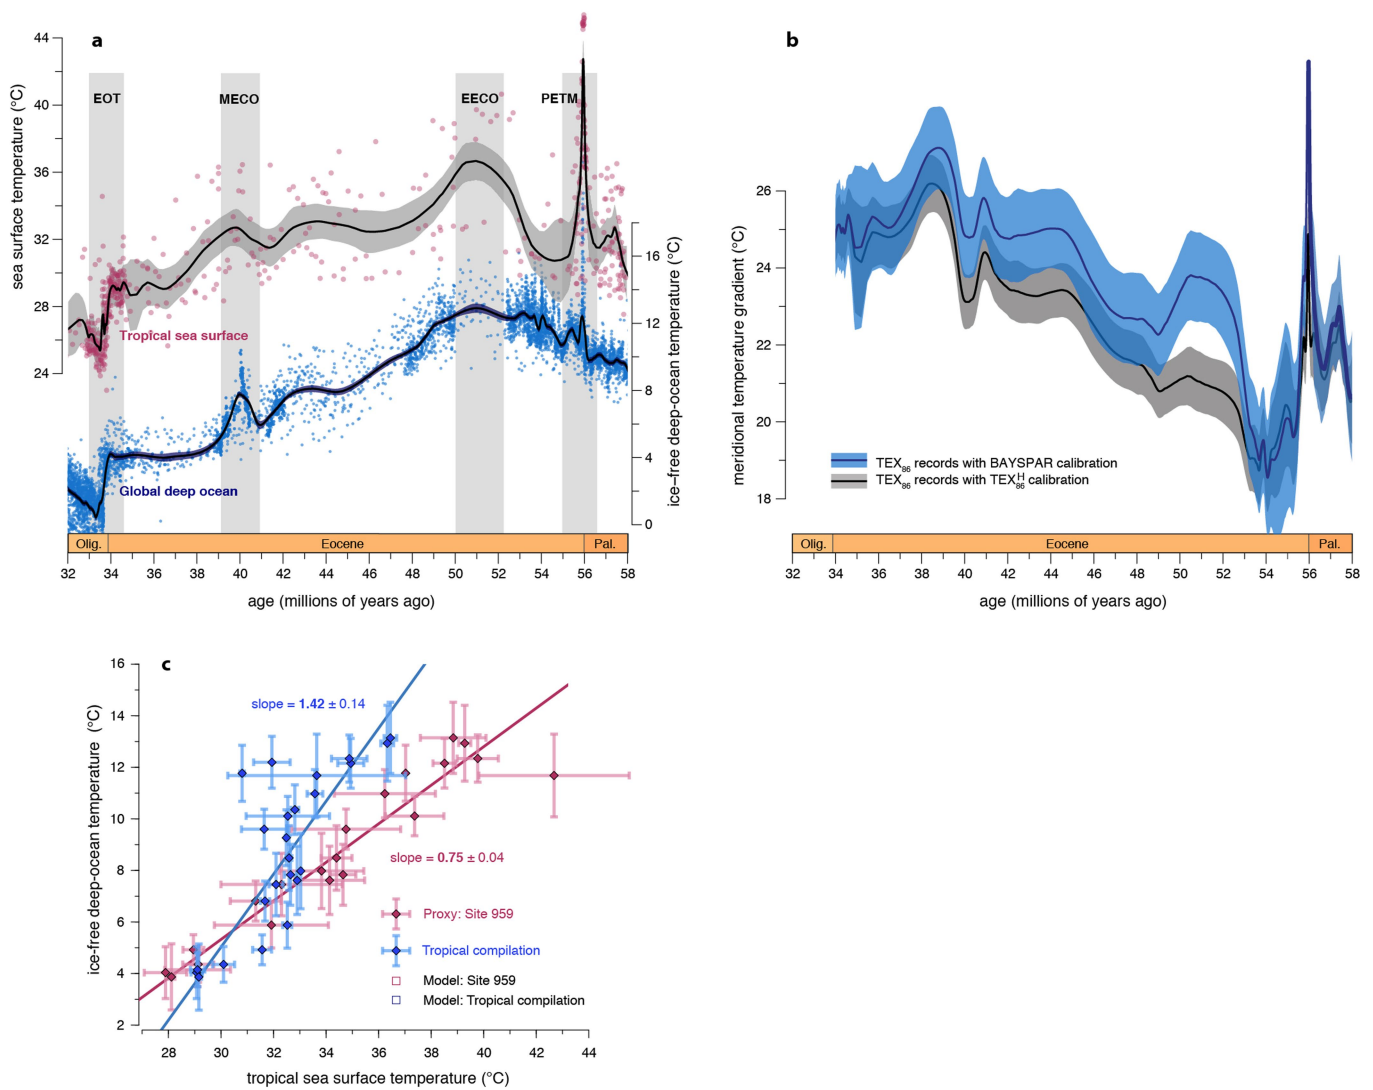 a
44
40
36
32
28
24
sea surface temperature (°C)
EOT
MECO
EECO
PETM
16
12
8
4
0
ice–free deep-ocean temperature (°C)
Tropical sea surface
Global deep ocean
Olig.
Eocene
Pal.
32 34 36 38 40 42 44 46 48 50 52 54 56 58
age (millions of years ago)
b
26
24
22
20
18
meridional temperature gradient (°C)
TEX86 records with BAYSPAR calibration
TEX86 records with TEXH86 calibration
Olig.
Eocene
Pal.
32 34 36 38 40 42 44 46 48 50 52 54 56 58
age (millions of years ago)
c
16
14
12
10
8
6
4
2
ice-free deep-ocean temperature (°C)
slope = 1.42 ± 0.14
slope = 0.75 ± 0.04
Proxy: Site 959
Tropical compilation
Model: Site 959
Model: Tropical compilation
28 30 32 34 36 38 40 42 44
tropical sea surface temperature (°C)